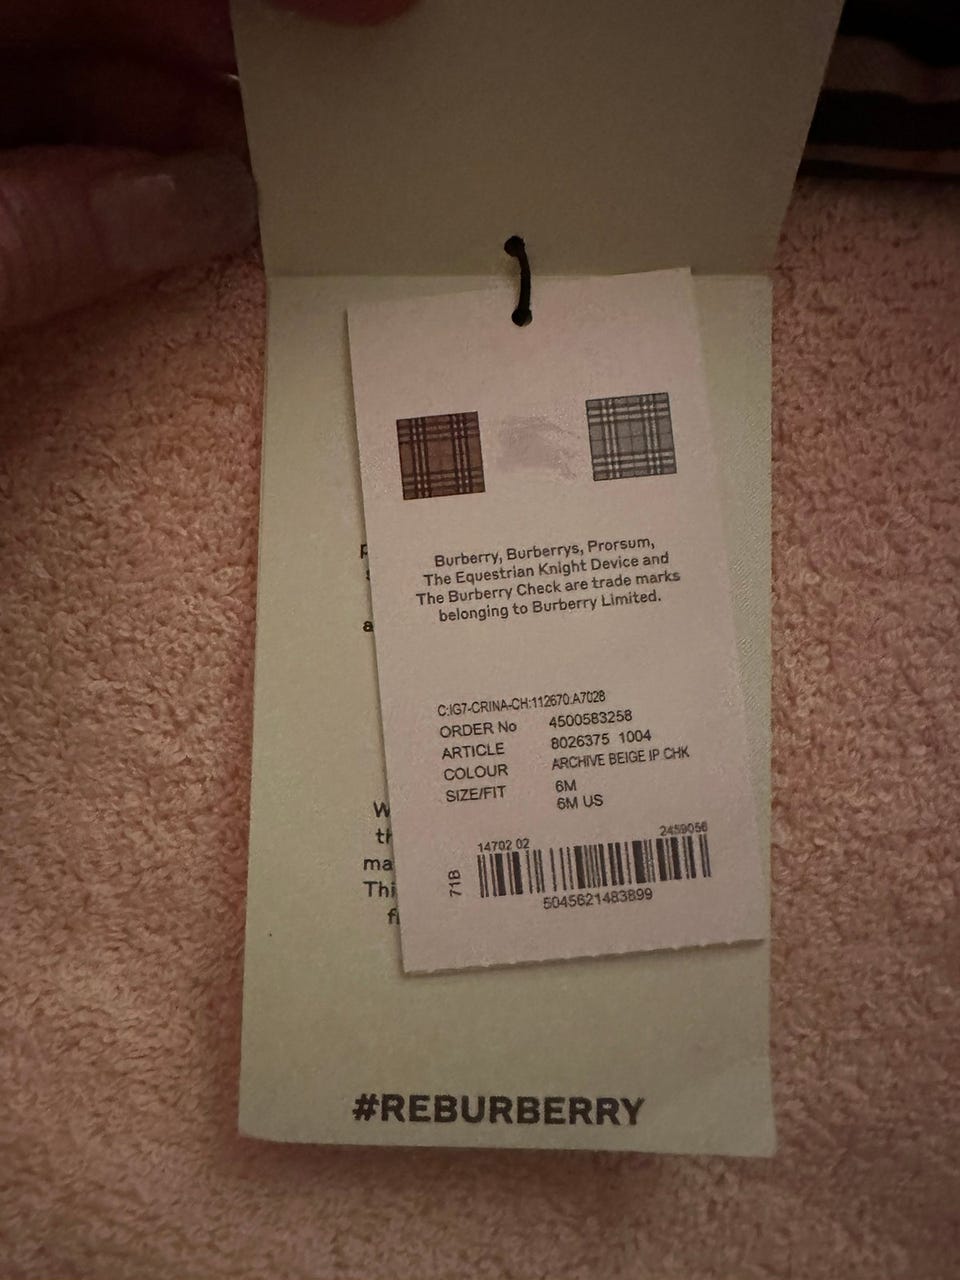 Burberry, Burberrys, Prorsum,
The Equestrian Knight Device and
The Burberry Check are trade marks
belonging to Burberry Limited.
C:IG7-CRINA-CH:112670:A7028
ORDER No 4500583258
ARTICLE 8026375 1004
COLOUR ARCHIVE BEIGE IP CHK
SIZE/FIT 6M
6M US
14702 02 2459056
71B
5045621483899
#REBURBERRY